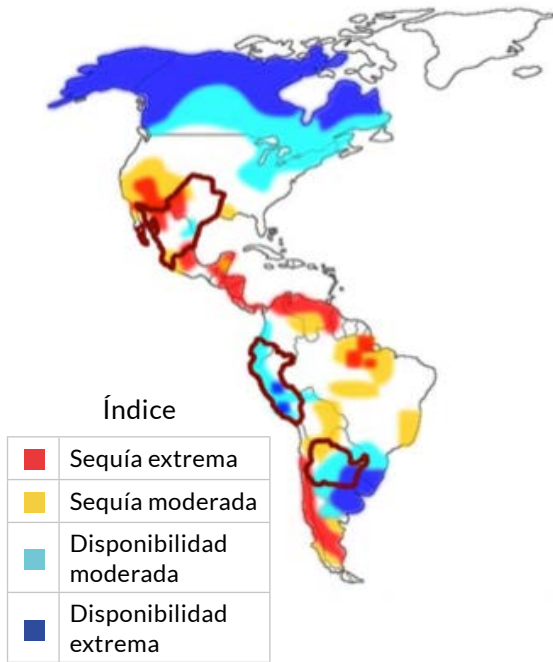 Índice
Sequía extrema
Sequía moderada
Disponibilidad
moderada
Disponibilidad
extrema